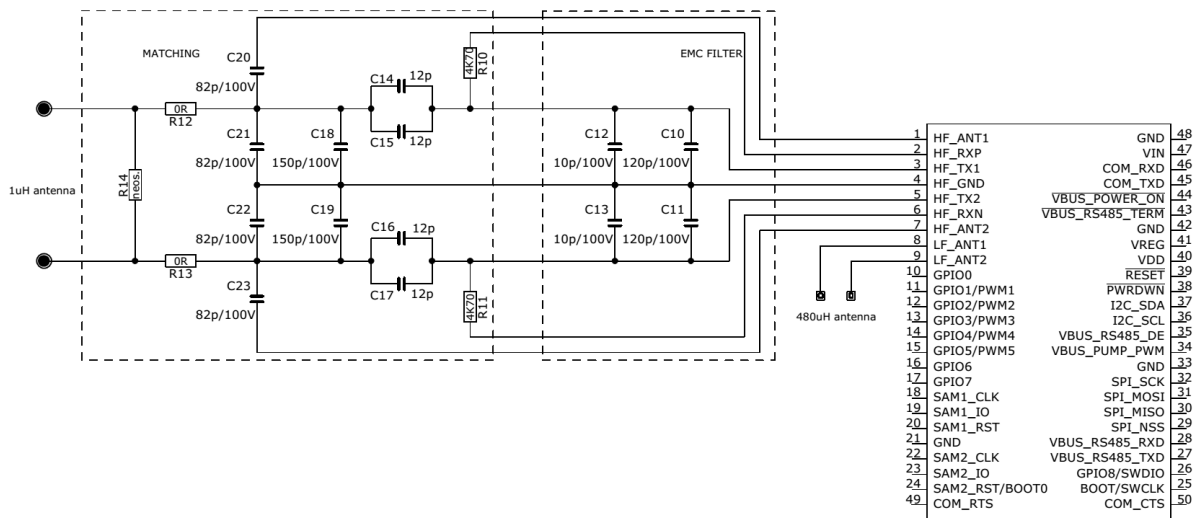 MATCHING
EMC FILTER
C20
82p/100V
C14
12p
4K70
R10
0R
R12
C21
82p/100V
C18
150p/100V
C15
12p
C12
10p/100V
C10
120p/100V
1uH antenna
R14
neos.
C22
82p/100V
C19
150p/100V
C16
12p
C13
10p/100V
C11
120p/100V
0R
R13
C23
82p/100V
C17
12p
4K70
R11
480uH antenna
1 HF_ANT1
2 HF_RXP
3 HF_TX1
4 HF_GND
5 HF_TX2
6 HF_RXN
7 HF_ANT2
8 LF_ANT1
9 LF_ANT2
10 GPIO0
11 GPIO1/PWM1
12 GPIO2/PWM2
13 GPIO3/PWM3
14 GPIO4/PWM4
15 GPIO5/PWM5
16 GPIO6
17 GPIO7
18 SAM1_CLK
19 SAM1_IO
20 SAM1_RST
21 GND
22 SAM2_CLK
23 SAM2_IO
24 SAM2_RST/BOOT0
49 COM_RTS
GND 48
VIN 47
COM_RXD 46
COM_TXD 45
VBUS_POWER_ON 44
VBUS_RS485_TERM 43
GND 42
VREG 41
VDD 40
RESET 39
PWRDWN 38
I2C_SDA 37
I2C_SCL 36
VBUS_RS485_DE 35
VBUS_PUMP_PWM 34
GND 33
SPI_SCK 32
SPI_MOSI 31
SPI_MISO 30
SPI_NSS 29
VBUS_RS485_RXD 28
VBUS_RS485_TXD 27
GPIO8/SWDIO 26
BOOT/SWCLK 25
COM_CTS 50